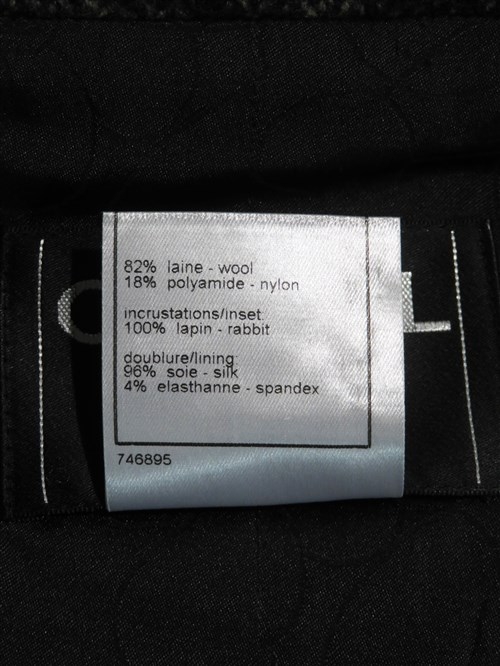 82% laine - wool
18% polyamide - nylon
incrustations/inset:
100% lapin - rabbit
doublure/lining:
96% soie - silk
4% elasthanne - spandex
746895